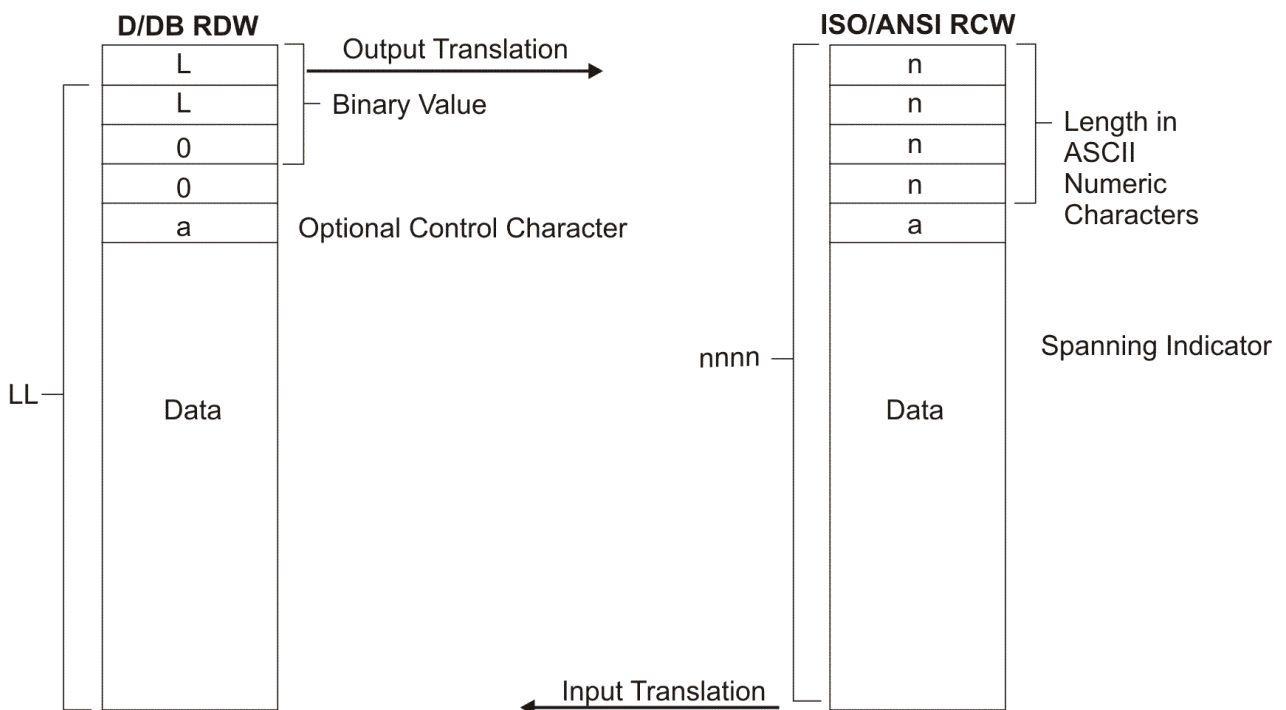 D/DB RDW
L
L
0
0
a
Data
LL
Output Translation
Binary Value
Optional Control Character
ISO/ANSI RCW
n
n
n
n
a
Data
nnnn
Length in
ASCII
Numeric
Characters
Spanning Indicator
Input Translation